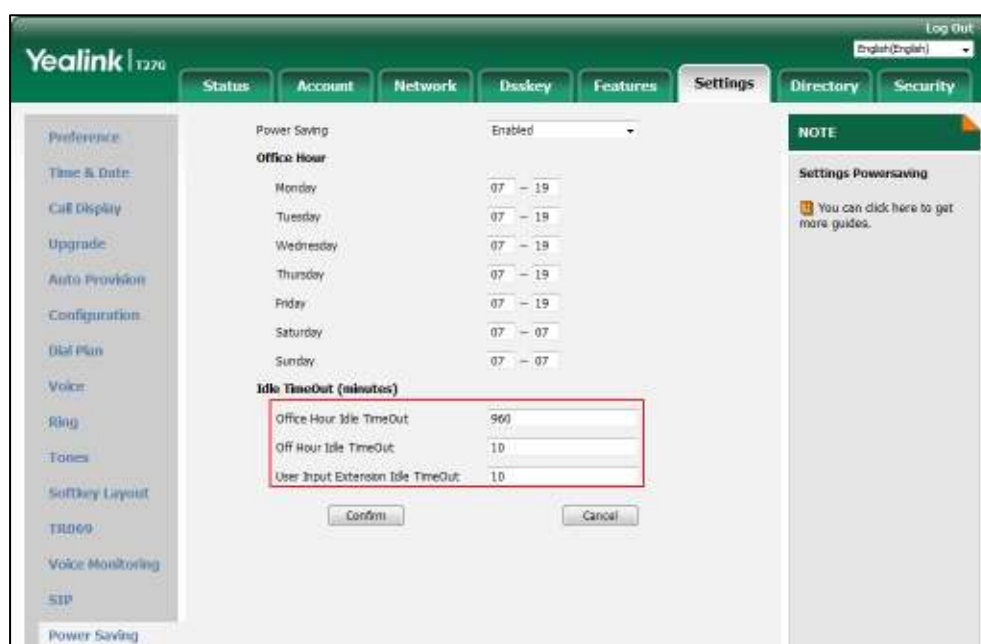 Log Out
Yealink T27G
English(English)
Status Account Network Dsskey Features Settings Directory Security
Preference
Time & Date
Call Display
Upgrade
Auto Provision
Configuration
Dial Plan
Voice
Ring
Tones
Softkey Layout
TR069
Voice Monitoring
SIP
Power Saving
Power Saving Enabled
Office Hour
Monday 07 – 19
Tuesday 07 – 19
Wednesday 07 – 19
Thursday 07 – 19
Friday 07 – 19
Saturday 07 – 07
Sunday 07 – 07
Idle TimeOut (minutes)
Office Hour Idle TimeOut 960
Off Hour Idle TimeOut 10
User Input Extension Idle TimeOut 10
Confirm Cancel
NOTE
Settings Powersaving
You can click here to get
more guides.